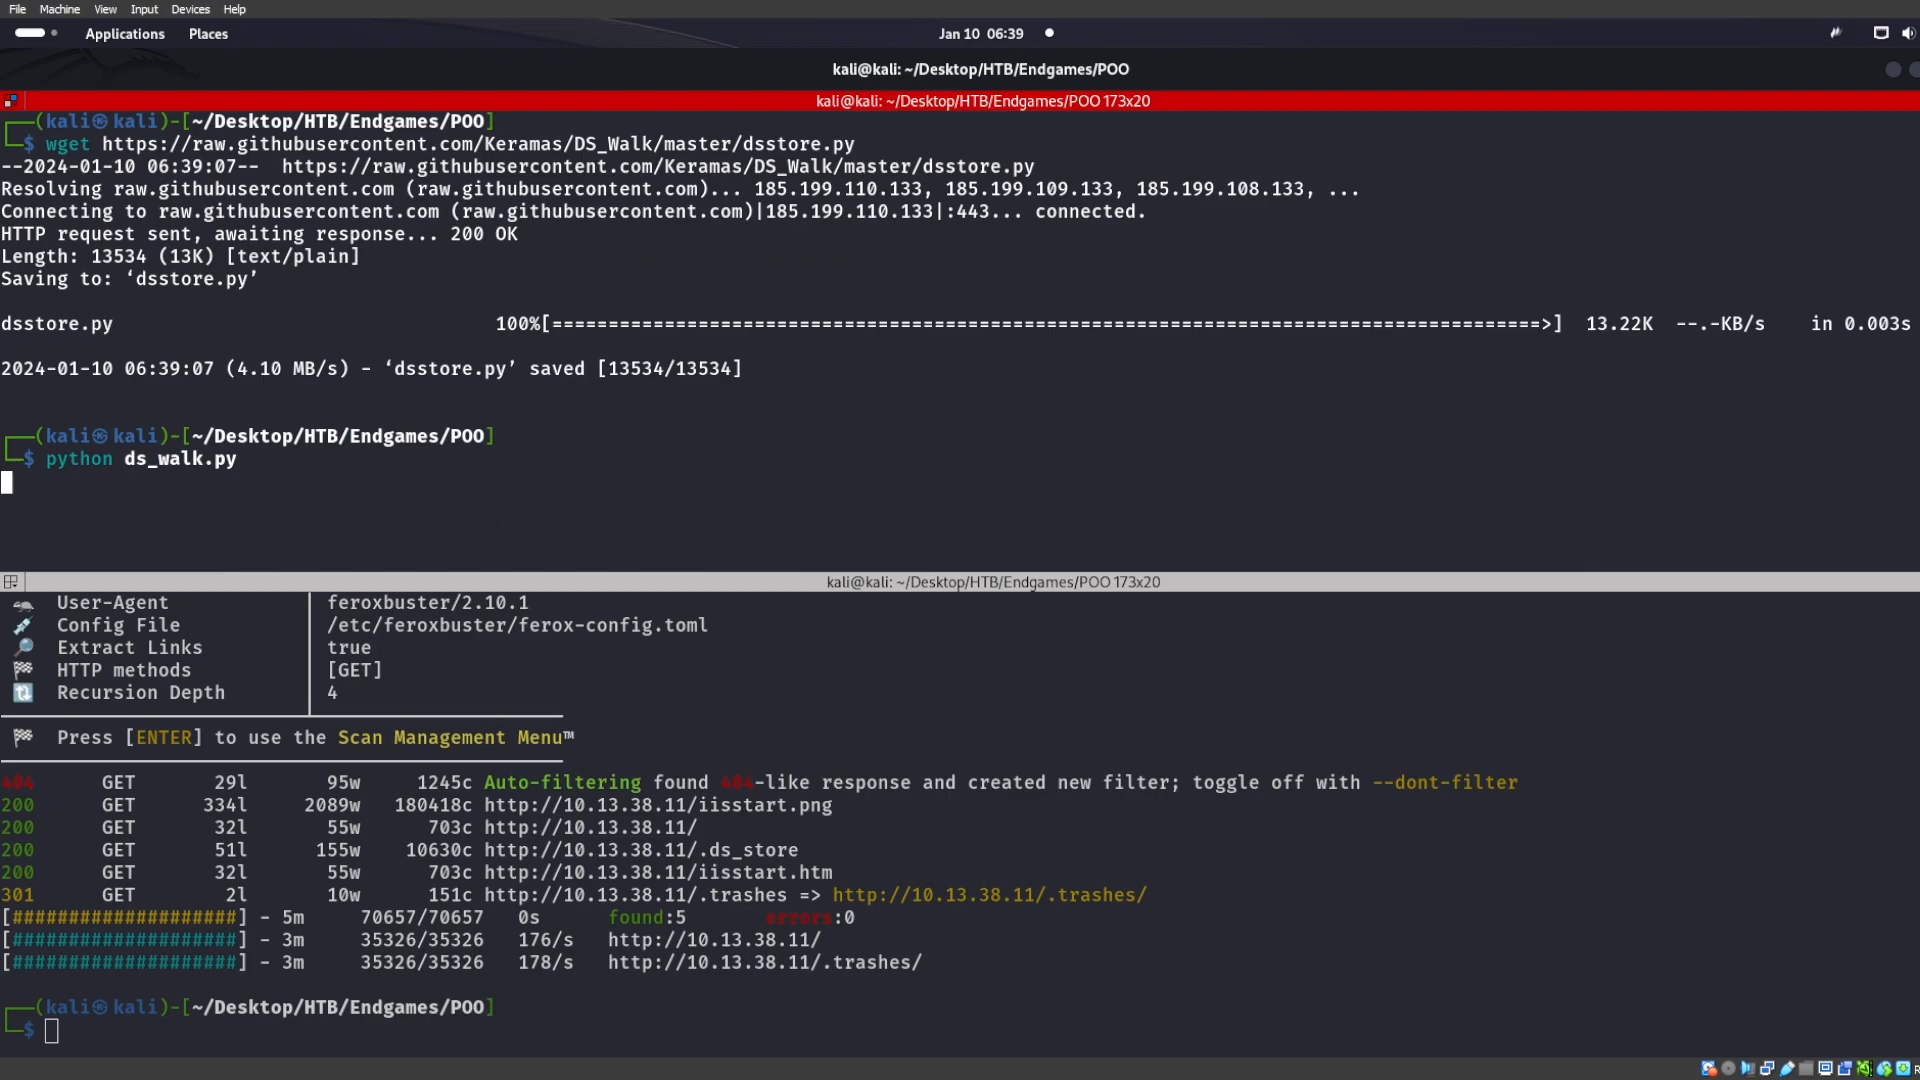 File Machine View Input Devices Help
Applications Places Jan 10 06:39
kali@kali: ~/Desktop/HTB/Endgames/POO
kali@kali: ~/Desktop/HTB/Endgames/POO 173x20
┌──(kali㉿kali)-[~/Desktop/HTB/Endgames/POO]
└─$ wget https://raw.githubusercontent.com/Keramas/DS_Walk/master/dsstore.py
--2024-01-10 06:39:07--  https://raw.githubusercontent.com/Keramas/DS_Walk/master/dsstore.py
Resolving raw.githubusercontent.com (raw.githubusercontent.com)... 185.199.110.133, 185.199.109.133, 185.199.108.133, ...
Connecting to raw.githubusercontent.com (raw.githubusercontent.com)|185.199.110.133|:443... connected.
HTTP request sent, awaiting response... 200 OK
Length: 13534 (13K) [text/plain]
Saving to: ‘dsstore.py’
dsstore.py 100%[========================================================================================>] 13.22K --.-KB/s in 0.003s
2024-01-10 06:39:07 (4.10 MB/s) - ‘dsstore.py’ saved [13534/13534]
┌──(kali㉿kali)-[~/Desktop/HTB/Endgames/POO]
└─$ python ds_walk.py
kali@kali: ~/Desktop/HTB/Endgames/POO 173x20
User-Agent │ feroxbuster/2.10.1
Config File │ /etc/feroxbuster/ferox-config.toml
Extract Links │ true
HTTP methods │ [GET]
Recursion Depth │ 4
Press [ENTER] to use the Scan Management Menu™
404 GET 29l 95w 1245c Auto-filtering found 404-like response and created new filter; toggle off with --dont-filter
200 GET 334l 2089w 180418c http://10.13.38.11/iisstart.png
200 GET 32l 55w 703c http://10.13.38.11/
200 GET 51l 155w 10630c http://10.13.38.11/.ds_store
200 GET 32l 55w 703c http://10.13.38.11/iisstart.htm
301 GET 2l 10w 151c http://10.13.38.11/.trashes => http://10.13.38.11/.trashes/
[####################] - 5m 70657/70657 0s found:5 errors:0
[####################] - 3m 35326/35326 176/s http://10.13.38.11/
[####################] - 3m 35326/35326 178/s http://10.13.38.11/.trashes/
┌──(kali㉿kali)-[~/Desktop/HTB/Endgames/POO]
└─$